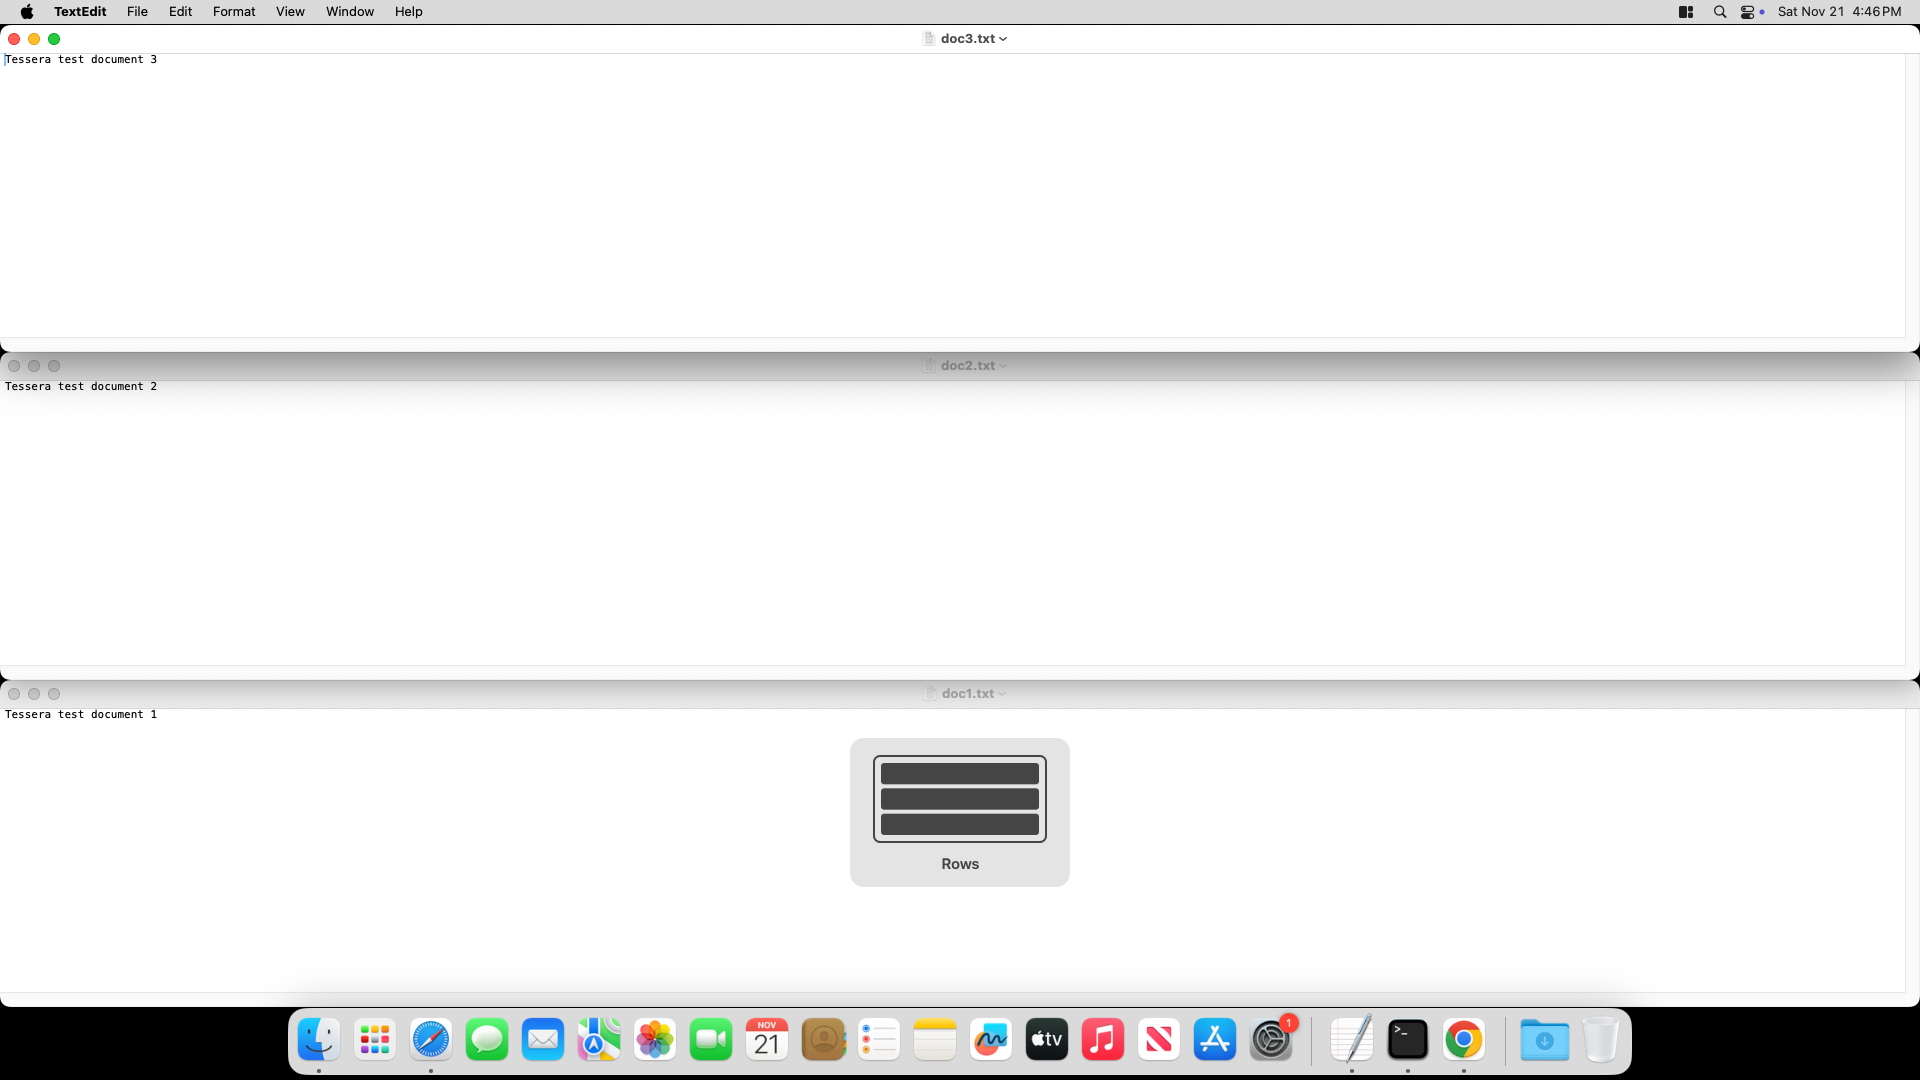 TextEdit File Edit Format View Window Help Sat Nov 21 4:46 PM
doc3.txt
Tessera test document 3
doc2.txt
Tessera test document 2
doc1.txt
Tessera test document 1
Rows
NOV
21
tv
1
>_